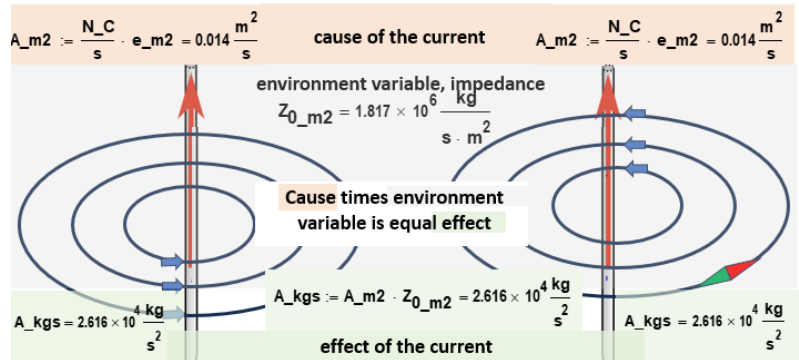 A_m2 := N_C/s · e_m2 = 0.014 m²/s
cause of the current
A_m2 := N_C/s · e_m2 = 0.014 m²/s
environment variable, impedance
Z₀_m2 = 1.817 × 10⁶ kg/(s · m²)
Cause times environment
variable is equal effect
A_kgs := A_m2 · Z₀_m2 = 2.616 × 10⁴ kg/s²
A_kgs = 2.616 × 10⁴ kg/s²
A_kgs = 2.616 × 10⁴ kg/s²
effect of the current